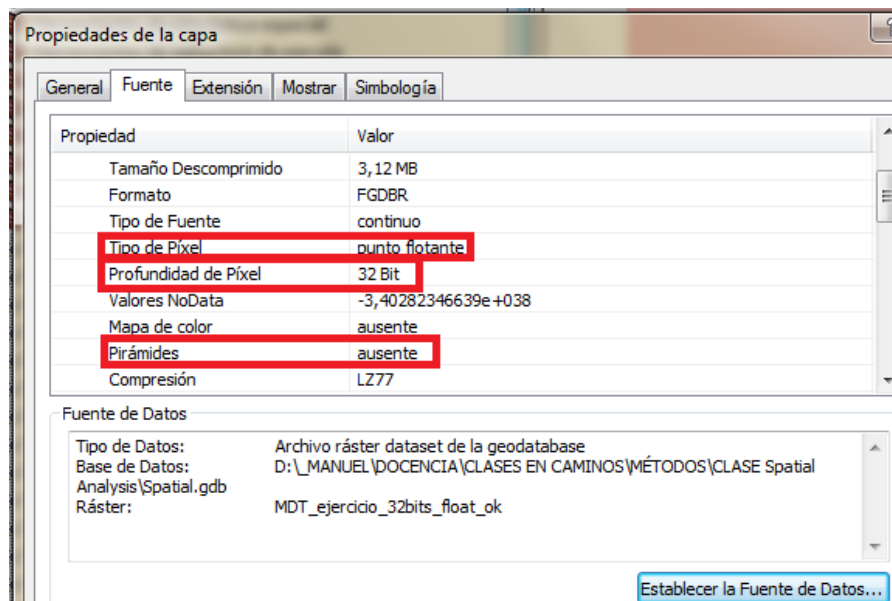 Propiedades de la capa
General Fuente Extensión Mostrar Simbología
Propiedad Valor
Tamaño Descomprimido 3,12 MB
Formato FGDBR
Tipo de Fuente continuo
Tipo de Píxel punto flotante
Profundidad de Píxel 32 Bit
Valores NoData -3,40282346639e+038
Mapa de color ausente
Pirámides ausente
Compresión LZ77
Fuente de Datos
Tipo de Datos: Archivo ráster dataset de la geodatabase
Base de Datos: D:\_MANUEL\DOCENCIA\CLASES EN CAMINOS\MÉTODOS\CLASE Spatial
Analysis\Spatial.gdb
Ráster: MDT_ejercicio_32bits_float_ok
Establecer la Fuente de Datos...